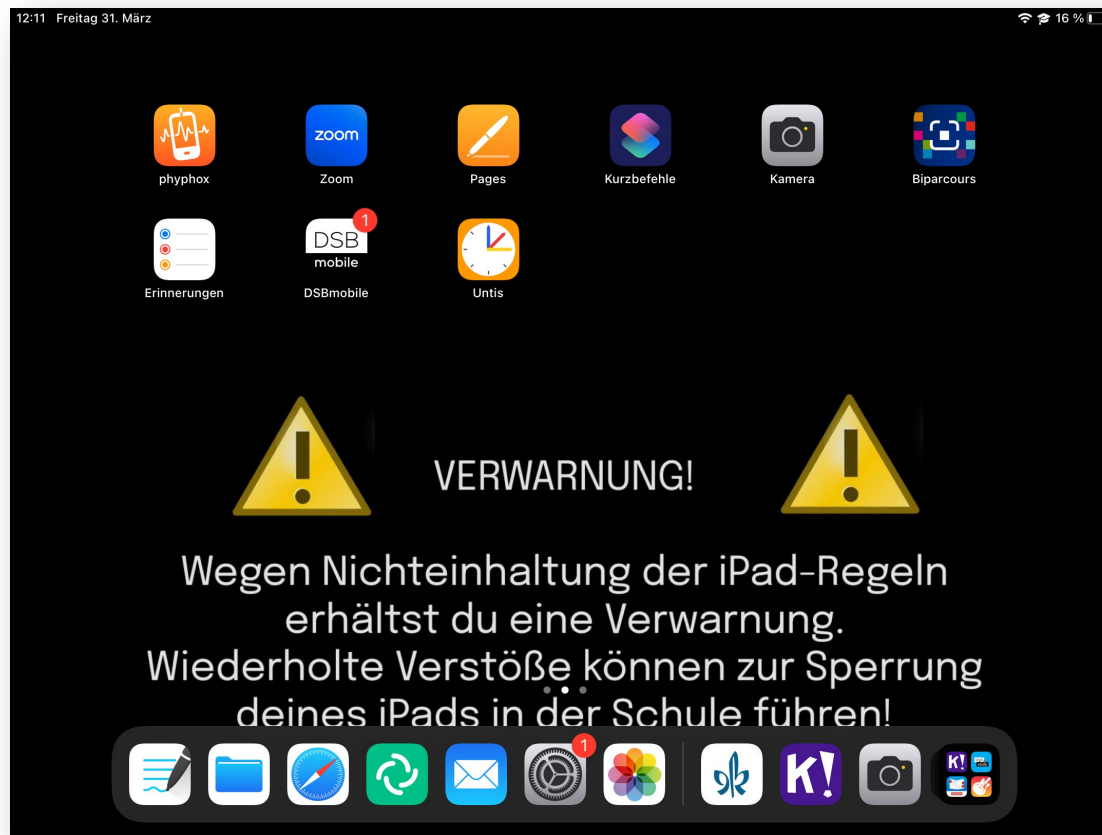 12:11 Freitag 31. März
16 %
phyphox
zoom
Zoom
Pages
Kurzbefehle
Kamera
Biparcours
Erinnerungen
1
DSB
mobile
DSBmobile
Untis
VERWARNUNG!
Wegen Nichteinhaltung der iPad-Regeln
erhältst du eine Verwarnung.
Wiederholte Verstöße können zur Sperrung
deines iPads in der Schule führen!
1
K!
K!